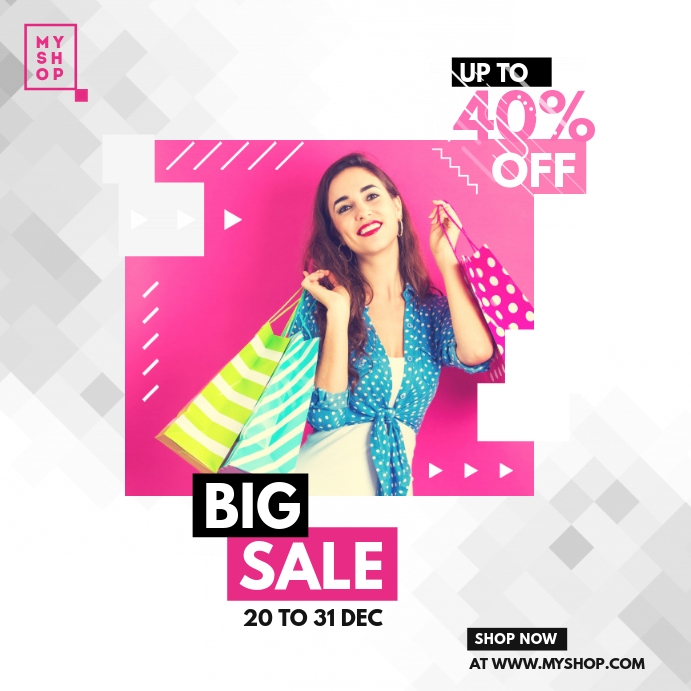 MY
SH
OP
UP TO
40%
OFF
BIG
SALE
20 TO 31 DEC
SHOP NOW
AT WWW.MYSHOP.COM